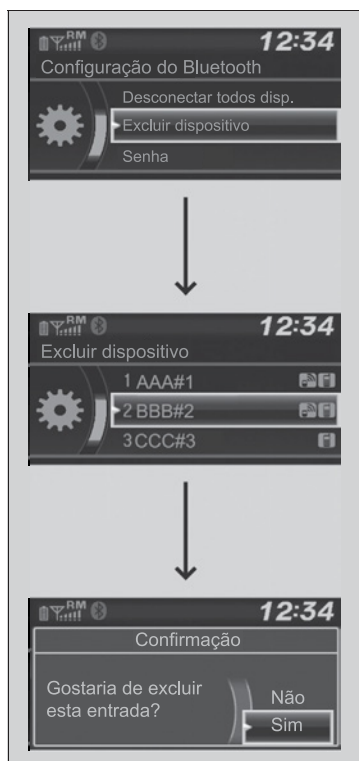 RM 12:34
Configuração do Bluetooth
Desconectar todos disp.
Excluir dispositivo
Senha
RM 12:34
Excluir dispositivo
1 AAA#1
2 BBB#2
3 CCC#3
RM 12:34
Confirmação
Gostaria de excluir
esta entrada?
Não
Sim